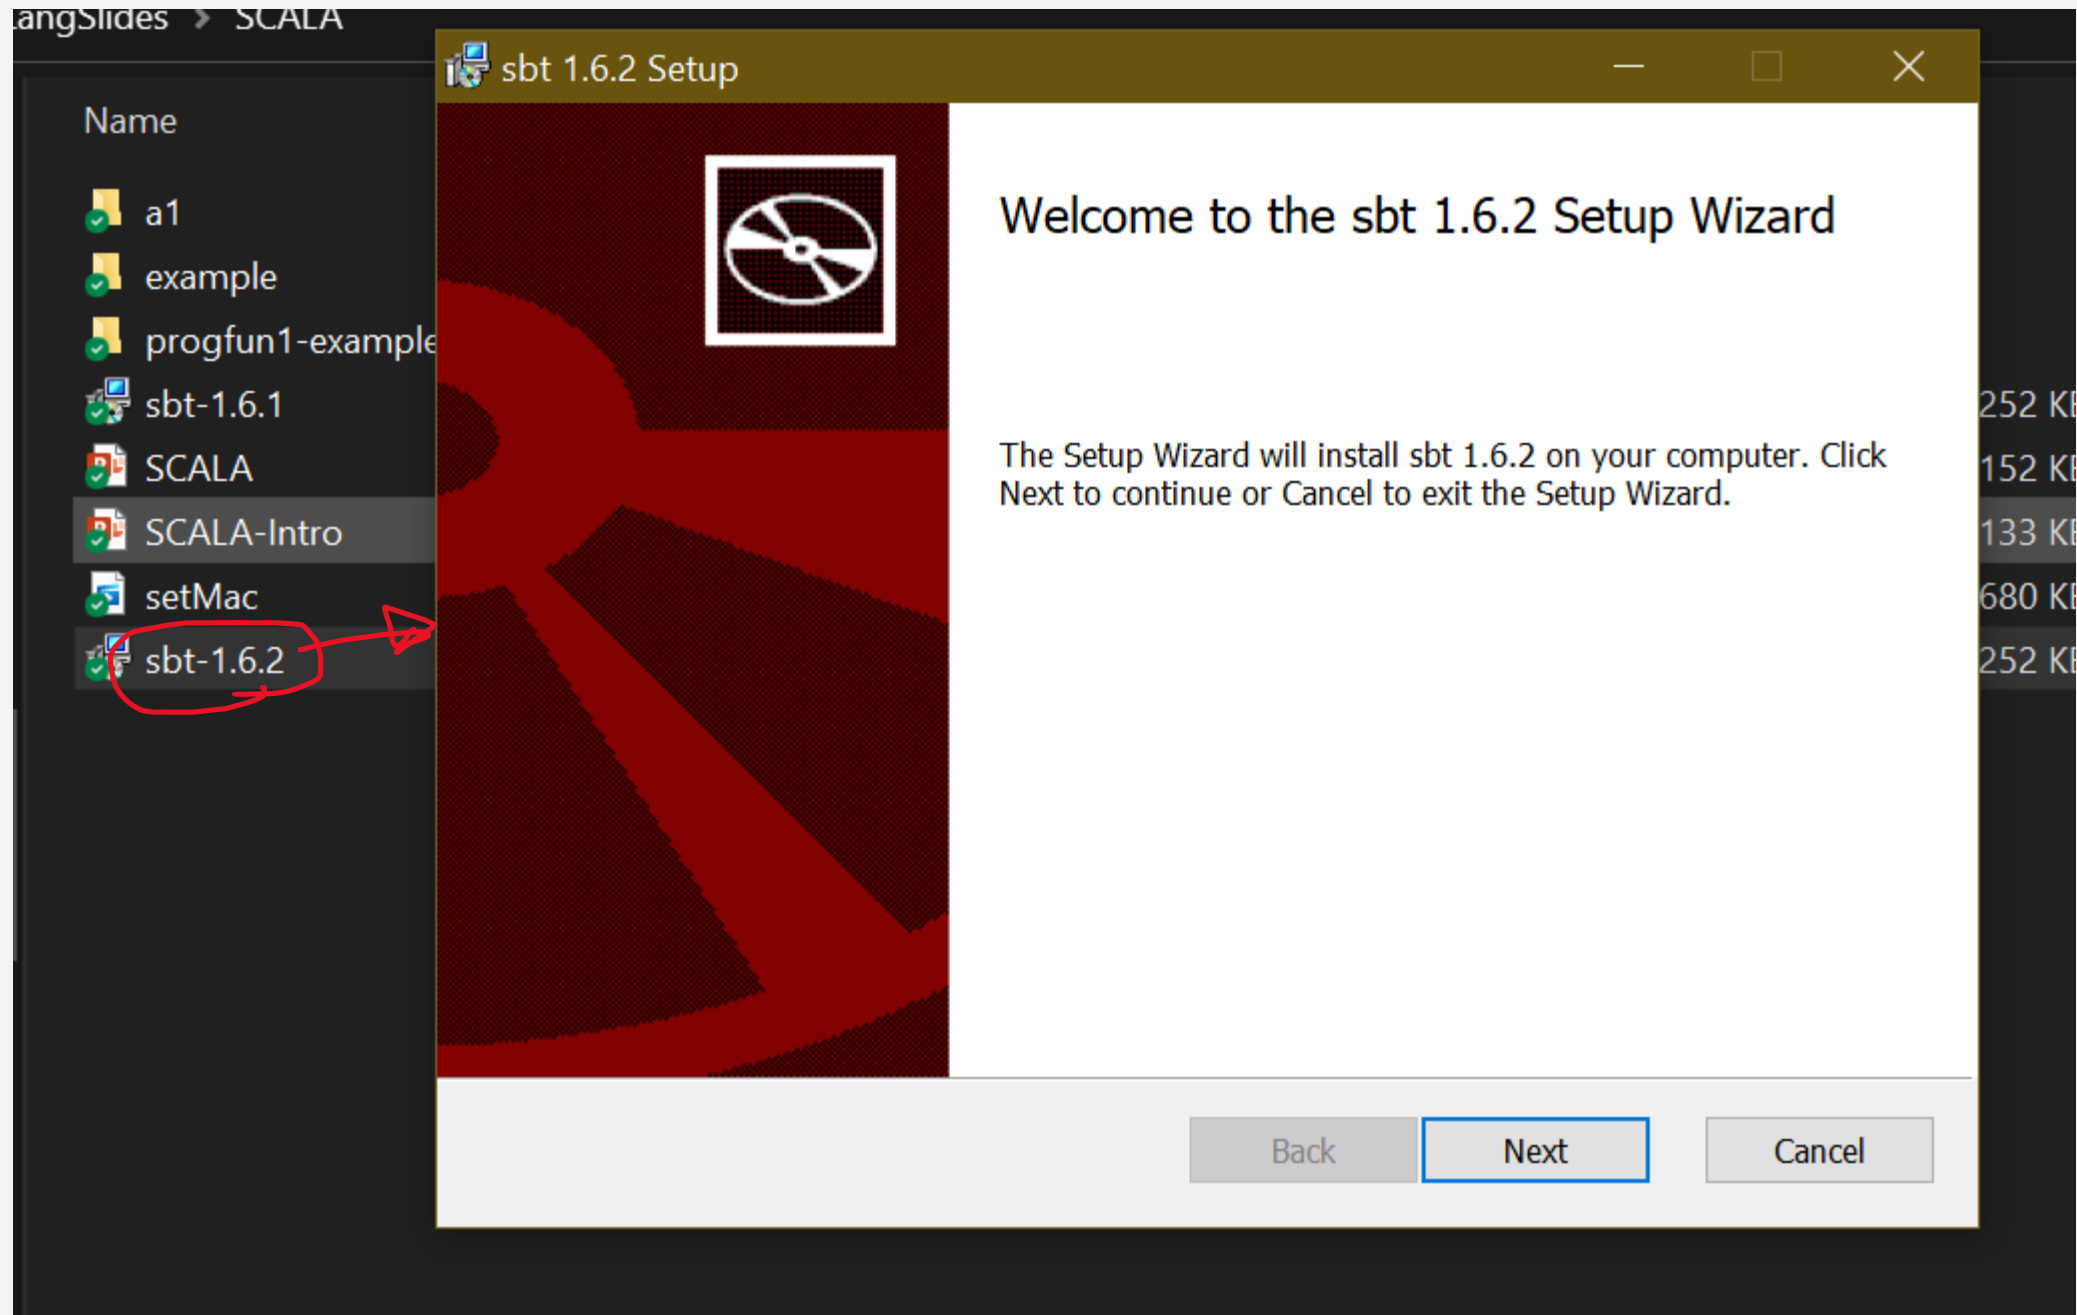 SCALA
sbt 1.6.2 Setup
Name
a1
example
progfun1-example
sbt-1.6.1
SCALA
SCALA-Intro
setMac
sbt-1.6.2
Welcome to the sbt 1.6.2 Setup Wizard
The Setup Wizard will install sbt 1.6.2 on your computer. Click
Next to continue or Cancel to exit the Setup Wizard.
252 KB
152 KB
133 KB
680 KB
252 KB
Back
Next
Cancel